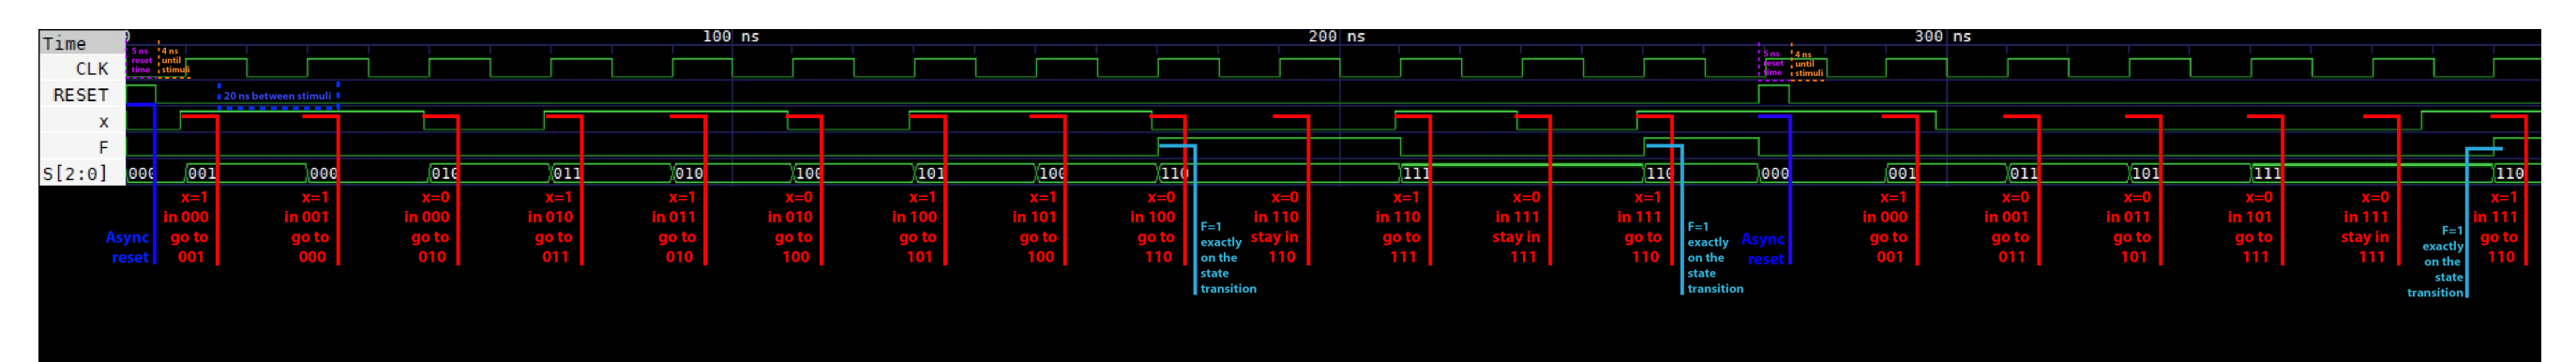 0 100 ns 200 ns 300 ns
Time
5 ns
reset
time
4 ns
until
stimuli
5 ns
reset
time
4 ns
until
stimuli
CLK
RESET
20 ns between stimuli
x
F
S[2:0] 000 001 000 010 011 010 100 101 100 110 111 110 000 001 011 101 111 110
Async
reset
x=1
in 000
go to
001
x=1
in 001
go to
000
x=0
in 000
go to
010
x=1
in 010
go to
011
x=1
in 011
go to
010
x=0
in 010
go to
100
x=1
in 100
go to
101
x=1
in 101
go to
100
x=0
in 100
go to
110
F=1
exactly
on the
state
transition
x=0
in 110
stay in
110
x=1
in 110
go to
111
x=0
in 111
stay in
111
x=1
in 111
go to
110
F=1
exactly
on the
state
transition
Async
reset
x=1
in 000
go to
001
x=0
in 001
go to
011
x=0
in 011
go to
101
x=0
in 101
go to
111
x=0
in 111
stay in
111
F=1
exactly
on the
state
transition
x=1
in 111
go to
110